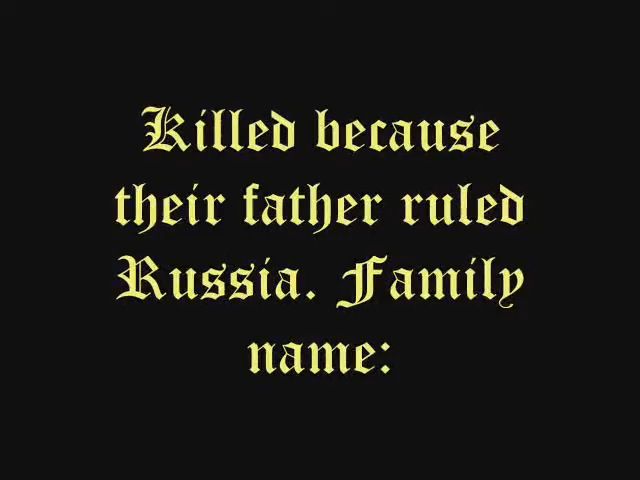 Killed because
their father ruled
Russia. Family
name: